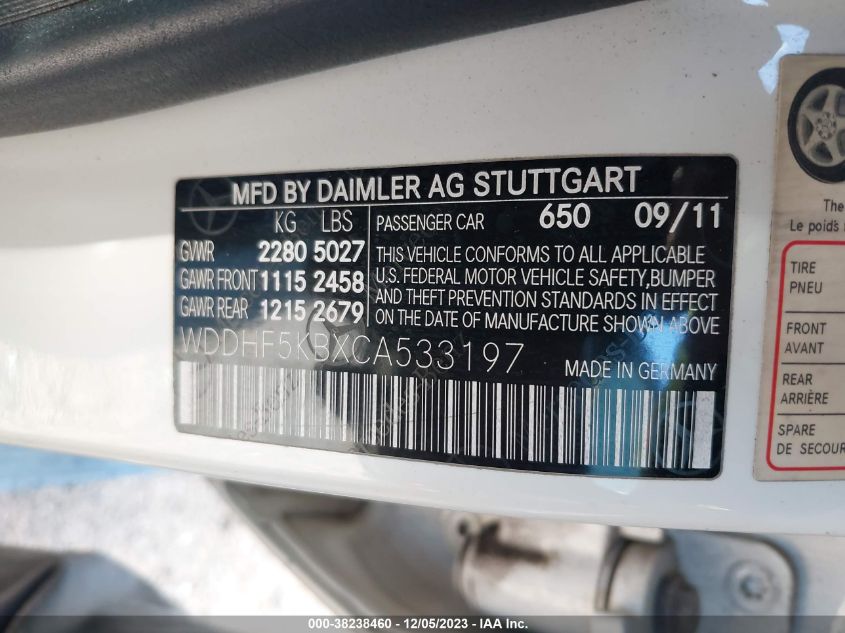 MFD BY DAIMLER AG STUTTGART
KG LBS
GVWR 2280 5027
GAWR FRONT 1115 2458
GAWR REAR 1215 2679
PASSENGER CAR 650 09/11
THIS VEHICLE CONFORMS TO ALL APPLICABLE
U.S. FEDERAL MOTOR VEHICLE SAFETY,BUMPER
AND THEFT PREVENTION STANDARDS IN EFFECT
ON THE DATE OF MANUFACTURE SHOWN ABOVE
WDDHF5KBXCA533197
MADE IN GERMANY
The
Le poids
TIRE
PNEU
FRONT
AVANT
REAR
ARRIÈRE
SPARE
DE SECOUR
000-38238460 - 12/05/2023 - IAA Inc.